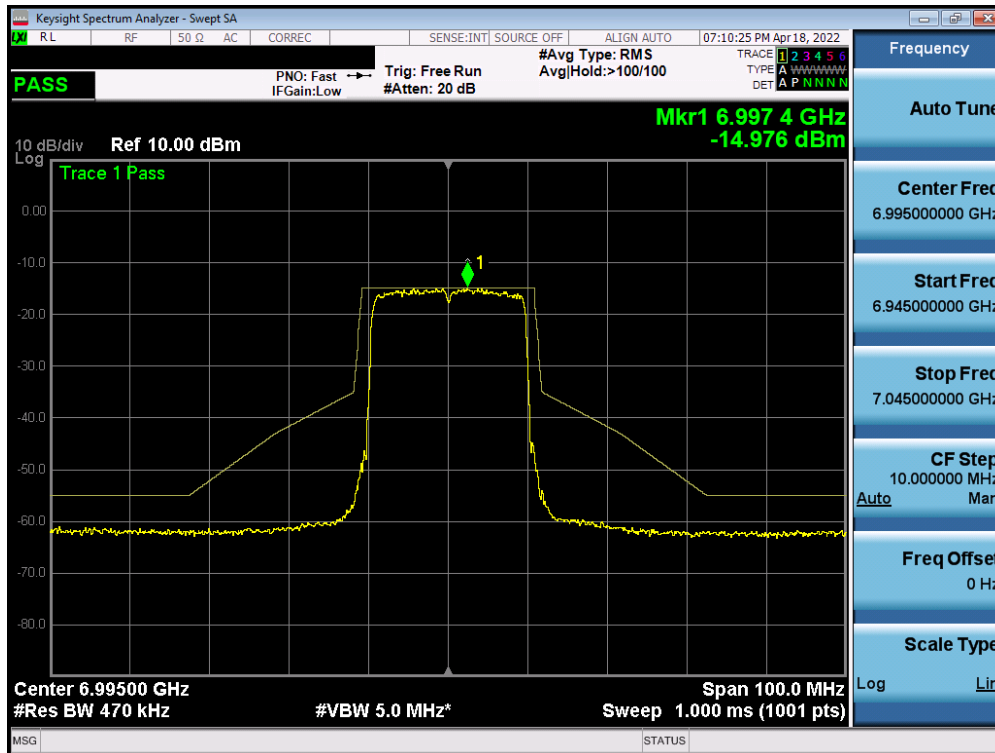 Keysight Spectrum Analyzer - Swept SA
LXI RL RF 50 Ω AC CORREC SENSE:INT SOURCE OFF ALIGN AUTO 07:10:25 PM Apr 18, 2022
PASS
PNO: Fast
IFGain:Low
Trig: Free Run
#Atten: 20 dB
#Avg Type: RMS
Avg|Hold:>100/100
TRACE 1 2 3 4 5 6
TYPE A WWWWW
DET A P N N N N
Mkr1 6.997 4 GHz
-14.976 dBm
10 dB/div Ref 10.00 dBm
Log
Trace 1 Pass
0.00
-10.0
1
-20.0
-30.0
-40.0
-50.0
-60.0
-70.0
-80.0
Center 6.99500 GHz Span 100.0 MHz
#Res BW 470 kHz #VBW 5.0 MHz* Sweep 1.000 ms (1001 pts)
MSG STATUS
Frequency
Auto Tune
Center Freq
6.995000000 GHz
Start Freq
6.945000000 GHz
Stop Freq
7.045000000 GHz
CF Step
10.000000 MHz
Auto Man
Freq Offset
0 Hz
Scale Type
Log Lin